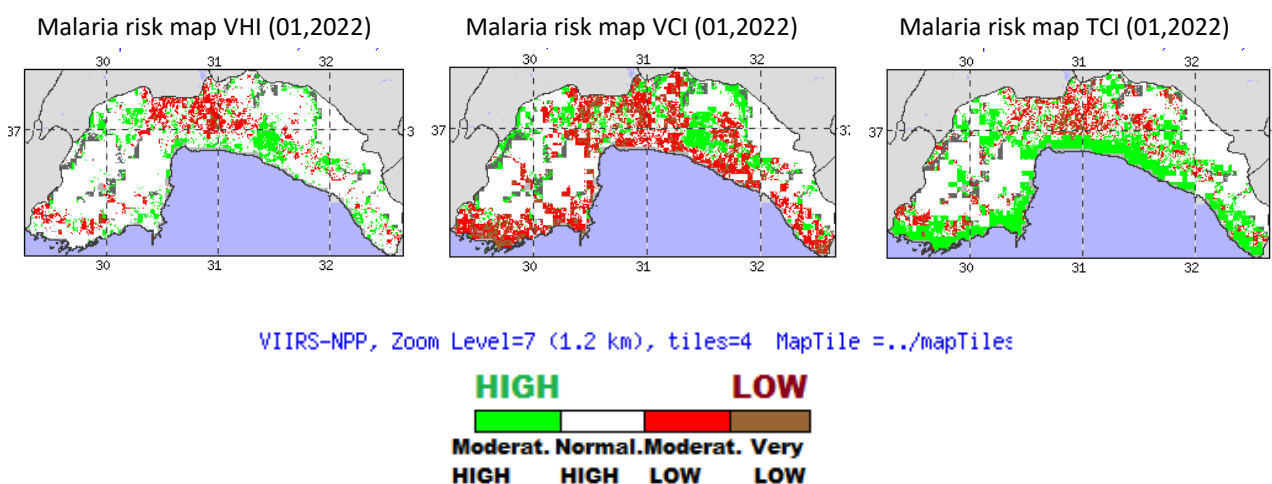 Malaria risk map VHI (01,2022)
Malaria risk map VCI (01,2022)
Malaria risk map TCI (01,2022)
30 31 32
30 31 32
30 31 32
37 3
37 3
37
30 31 32
30 31 32
30 31 32
VIIRS-NPP, Zoom Level=7 (1.2 km), tiles=4 MapTile =../mapTiles
HIGH LOW
Moderat. Normal. Moderat. Very
HIGH HIGH LOW LOW